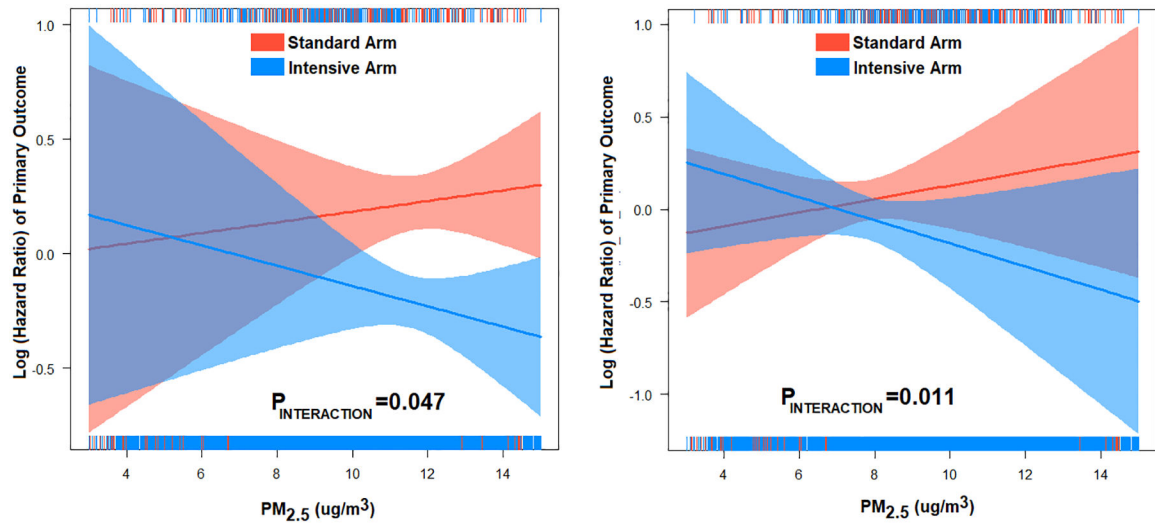 Log (Hazard Ratio) of Primary Outcome
1.0
0.5
0.0
-0.5
Standard Arm
Intensive Arm
P INTERACTION =0.047
4 6 8 10 12 14
PM2.5 (ug/m³)
Log (Hazard Ratio) of Primary Outcome
1.0
0.5
0.0
-0.5
-1.0
Standard Arm
Intensive Arm
P INTERACTION =0.011
4 6 8 10 12 14
PM2.5 (ug/m³)